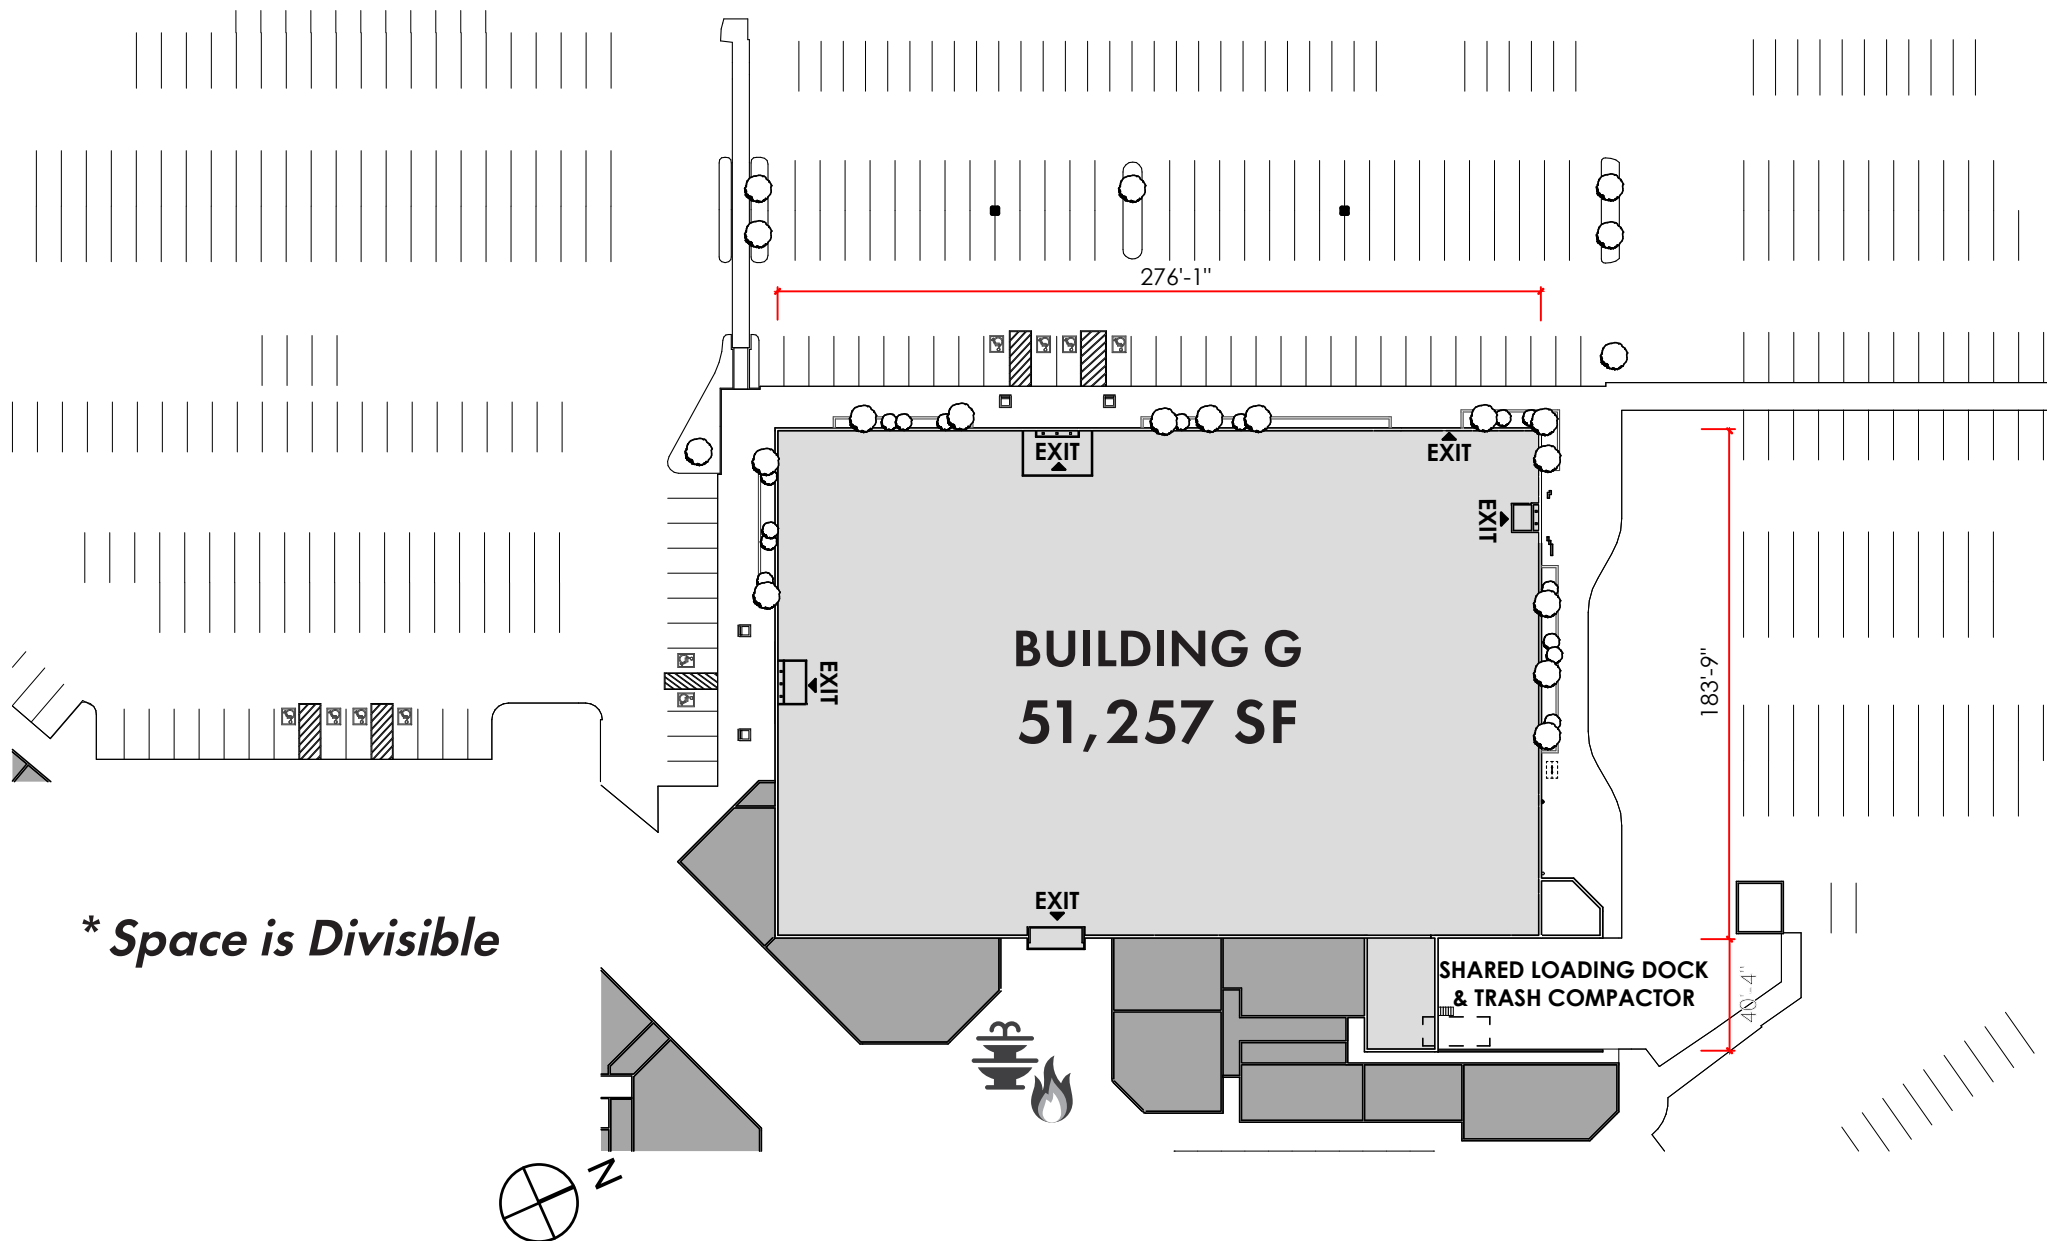 276'-1"
EXIT
EXIT
EXIT
BUILDING G
51,257 SF
183'-9"
EXIT
EXIT
* Space is Divisible
SHARED LOADING DOCK
& TRASH COMPACTOR
40'-4"
N